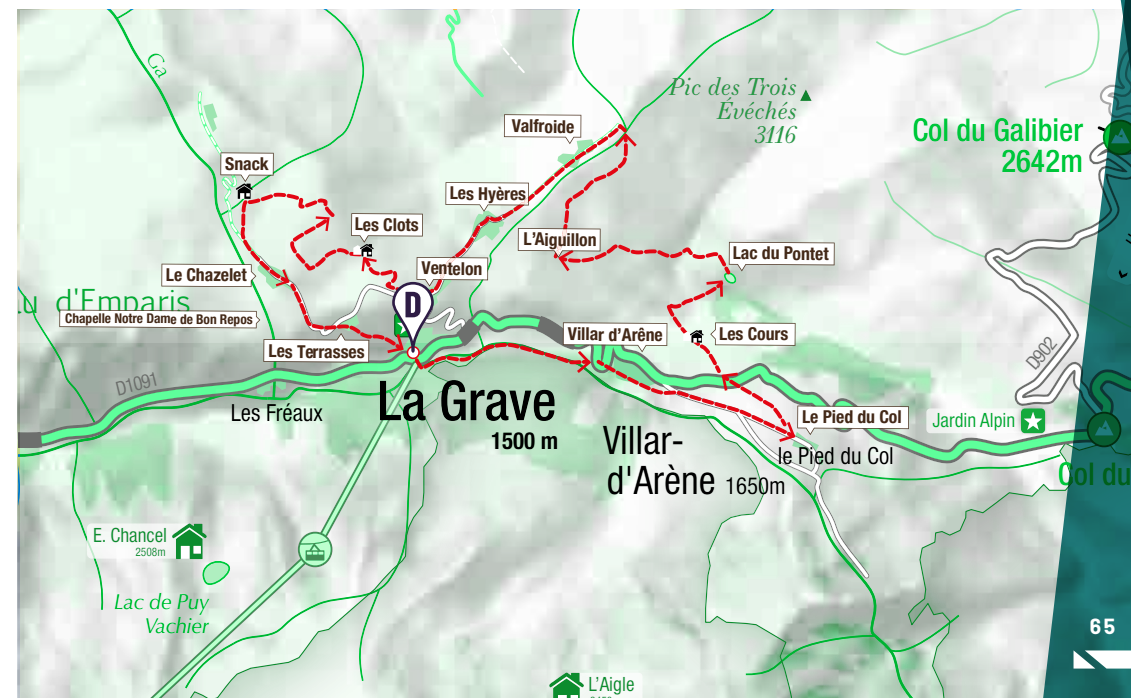 Ga
Pic des Trois
Évéchés
3116
Col du Galibier
2642m
Valfroide
Snack
Les Hyères
Les Clots
L'Aiguillon
Lac du Pontet
Ventelon
Le Chazelet
u d'Emparis
Chapelle Notre Dame de Bon Repos
D
Les Terrasses
Villar d'Arêne
Les Cours
D902
D1091
Les Fréaux
La Grave
1500 m
Le Pied du Col
Jardin Alpin
Villar-
d'Arène 1650m
le Pied du Col
Col du
E. Chancel
2508m
Lac de Puy
Vachier
65
L'Aigle